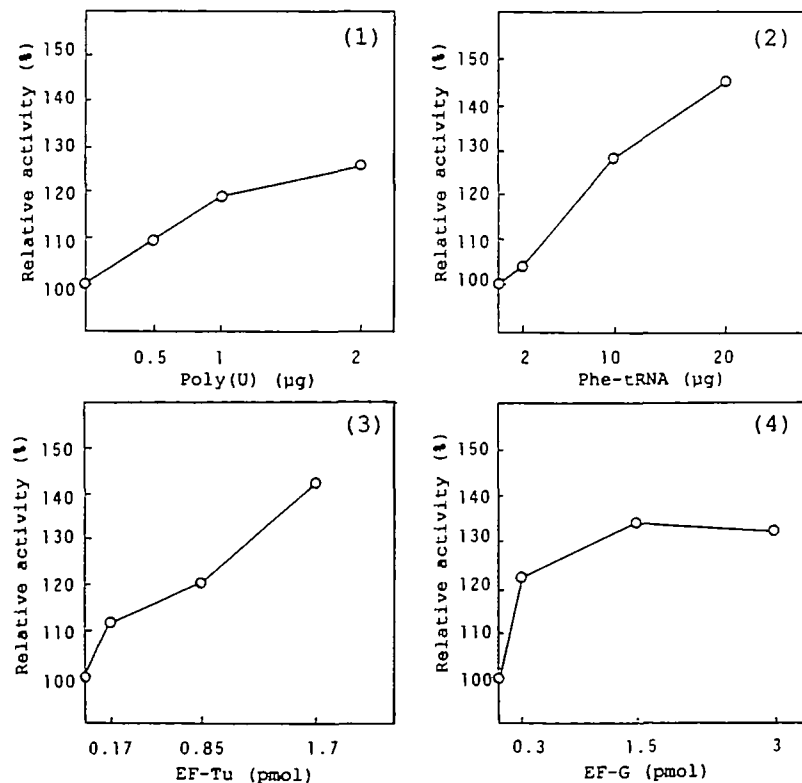 (1)
Relative activity (%)
150
140
130
120
110
100
0.5 1 2
Poly(U) (µg)
(2)
Relative activity (%)
150
140
130
120
110
100
2 10 20
Phe-tRNA (µg)
(3)
Relative activity (%)
150
140
130
120
110
100
0.17 0.85 1.7
EF-Tu (pmol)
(4)
Relative activity (%)
150
140
130
120
110
100
0.3 1.5 3
EF-G (pmol)